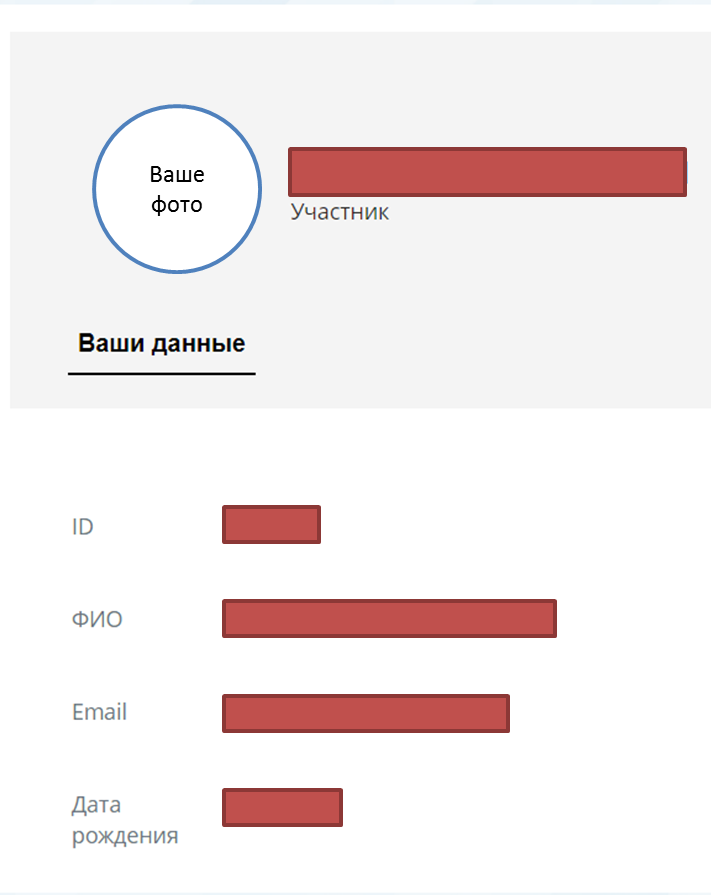 Ваше
фото
Участник
Ваши данные
ID
ФИО
Email
Дата
рождения